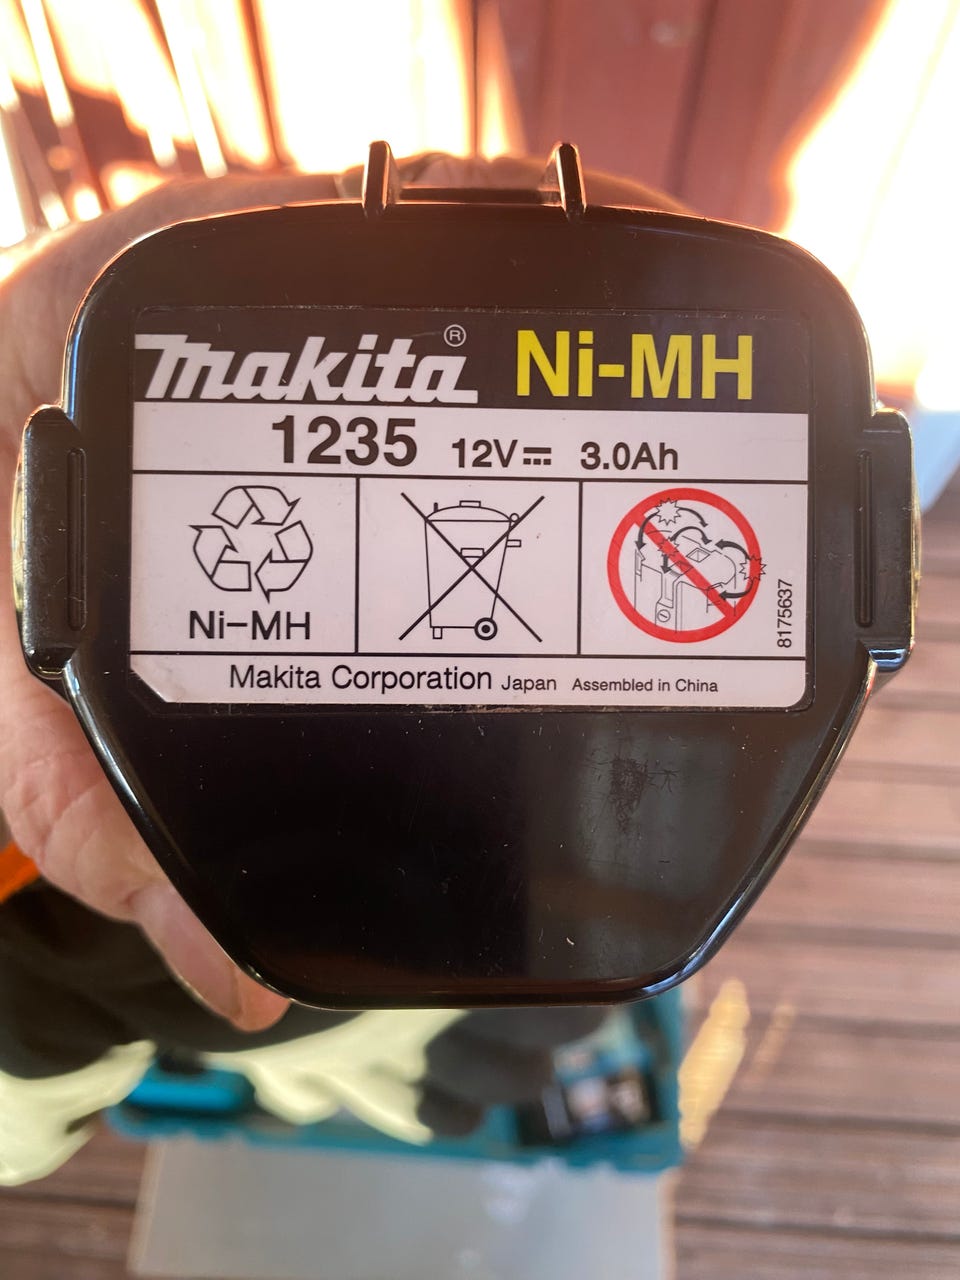 Makita® Ni-MH
1235 12V⎓ 3.0Ah
Ni-MH
8175637
Makita Corporation Japan Assembled in China